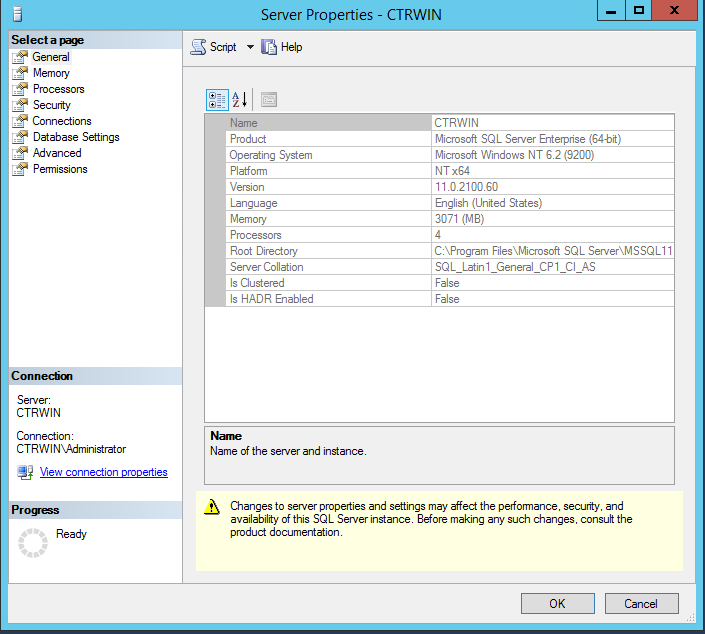 Server Properties - CTRWIN
Select a page
General
Memory
Processors
Security
Connections
Database Settings
Advanced
Permissions
Connection
Server:
CTRWIN
Connection:
CTRWIN\Administrator
View connection properties
Progress
Ready
Script
Help
Name CTRWIN
Product Microsoft SQL Server Enterprise (64-bit)
Operating System Microsoft Windows NT 6.2 (9200)
Platform NT x64
Version 11.0.2100.60
Language English (United States)
Memory 3071 (MB)
Processors 4
Root Directory C:\Program Files\Microsoft SQL Server\MSSQL11
Server Collation SQL_Latin1_General_CP1_CI_AS
Is Clustered False
Is HADR Enabled False
Name
Name of the server and instance.
Changes to server properties and settings may affect the performance, security, and
availability of this SQL Server instance. Before making any such changes, consult the
product documentation.
OK Cancel